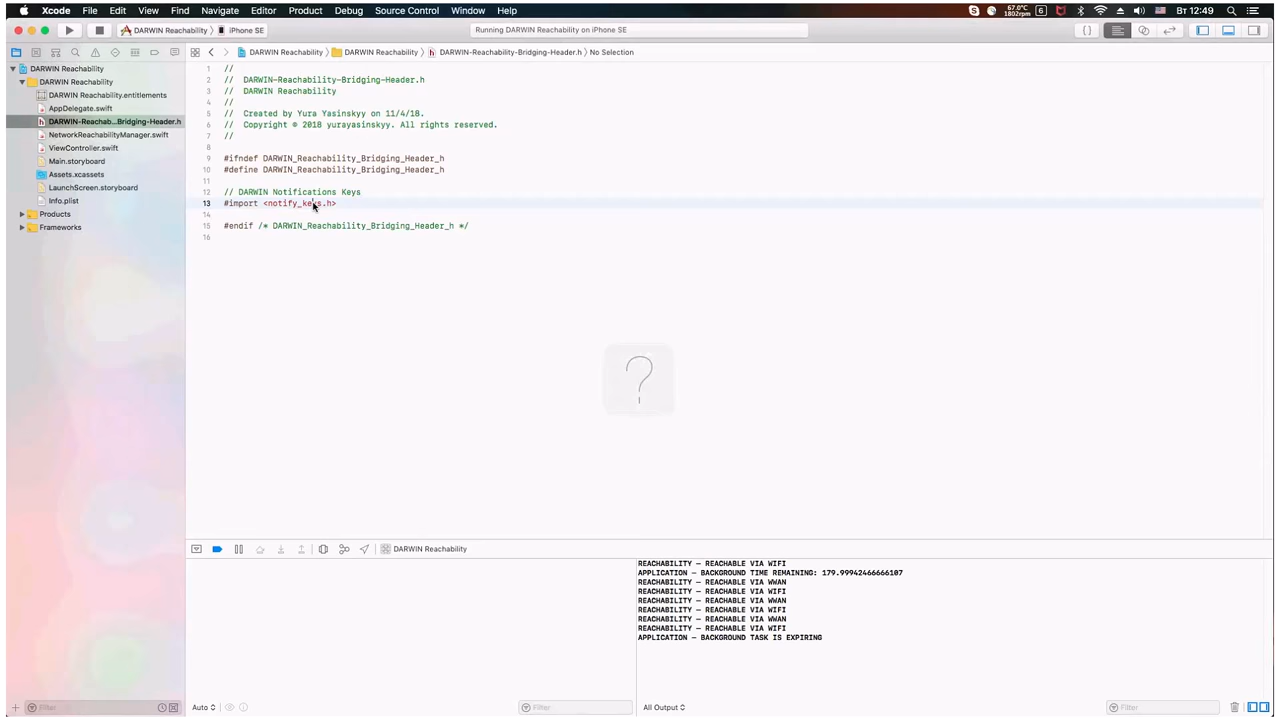 Xcode File Edit View Find Navigate Editor Product Debug Source Control Window Help 67.0°C 1802rpm 6 Вт 12:49
DARWIN Reachability iPhone SE Running DARWIN Reachability on iPhone SE
DARWIN Reachability DARWIN Reachability DARWIN-Reachability-Bridging-Header.h No Selection
DARWIN Reachability
DARWIN Reachability
DARWIN Reachability.entitlements
AppDelegate.swift
DARWIN-Reachab...Bridging-Header.h
NetworkReachabilityManager.swift
ViewController.swift
Main.storyboard
Assets.xcassets
LaunchScreen.storyboard
Info.plist
Products
Frameworks
1 //
2 // DARWIN-Reachability-Bridging-Header.h
3 // DARWIN Reachability
4 //
5 // Created by Yura Yasinskyy on 11/4/18.
6 // Copyright © 2018 yurayasinskyy. All rights reserved.
7 //
8
9 #ifndef DARWIN_Reachability_Bridging_Header_h
10 #define DARWIN_Reachability_Bridging_Header_h
11
12 // DARWIN Notifications Keys
13 #import <notify_keys.h>
14
15 #endif /* DARWIN_Reachability_Bridging_Header_h */
16
?
DARWIN Reachability
REACHABILITY – REACHABLE VIA WIFI
APPLICATION – BACKGROUND TIME REMAINING: 179.99942466666107
REACHABILITY – REACHABLE VIA WWAN
REACHABILITY – REACHABLE VIA WIFI
REACHABILITY – REACHABLE VIA WWAN
REACHABILITY – REACHABLE VIA WIFI
REACHABILITY – REACHABLE VIA WWAN
REACHABILITY – REACHABLE VIA WIFI
APPLICATION – BACKGROUND TASK IS EXPIRING
Filter Auto Filter All Output Filter